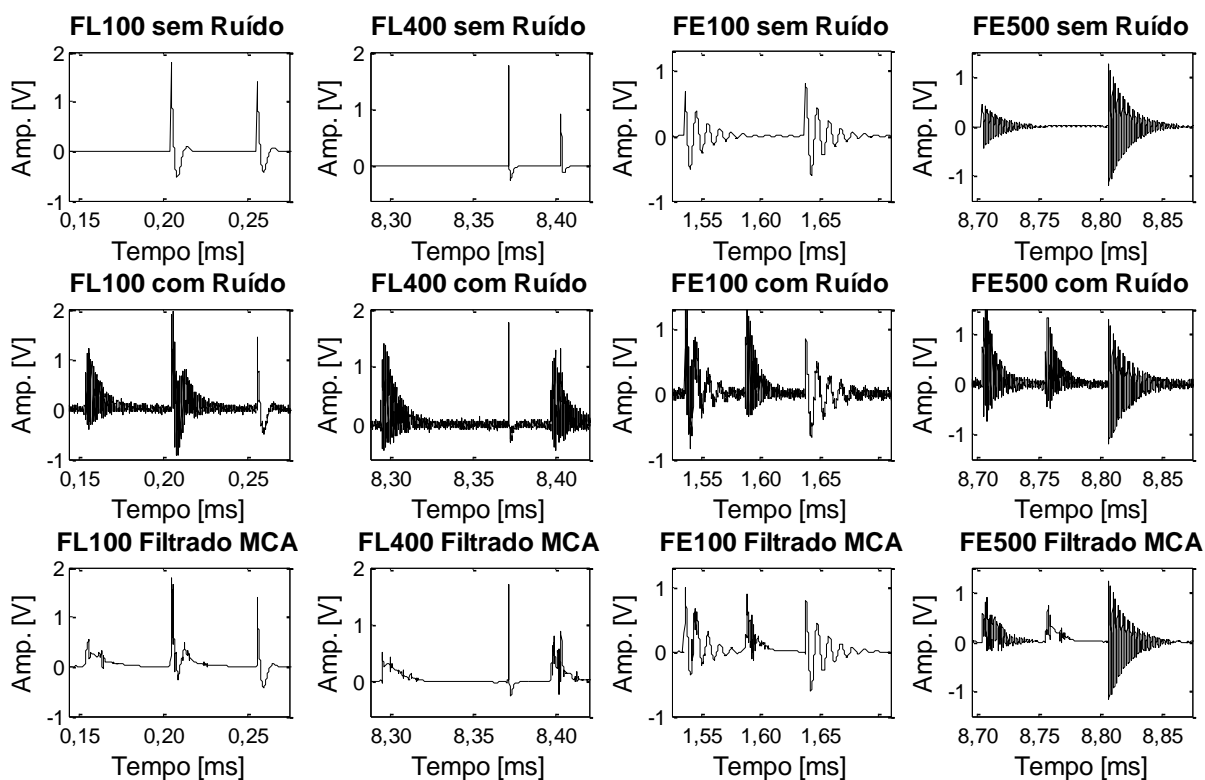 FL100 sem Ruído FL400 sem Ruído FE100 sem Ruído FE500 sem Ruído
2 2
1 1 1 1
Amp. [V] Amp. [V] Amp. [V] Amp. [V]
0 0 0 0
-1 -1 -1
0,15 0,20 0,25 8,30 8,35 8,40 1,55 1,60 1,65 8,70 8,75 8,80 8,85
Tempo [ms] Tempo [ms] Tempo [ms] Tempo [ms]
FL100 com Ruído FL400 com Ruído FE100 com Ruído FE500 com Ruído
2 2
1 1 1 1
Amp. [V] Amp. [V] Amp. [V] Amp. [V]
0 0 0 0
-1 -1 -1
0,15 0,20 0,25 8,30 8,35 8,40 1,55 1,60 1,65 8,70 8,75 8,80 8,85
Tempo [ms] Tempo [ms] Tempo [ms] Tempo [ms]
FL100 Filtrado MCA FL400 Filtrado MCA FE100 Filtrado MCA FE500 Filtrado MCA
2 2
1 1 1 1
Amp. [V] Amp. [V] Amp. [V] Amp. [V]
0 0 0 0
-1 -1 -1
0,15 0,20 0,25 8,30 8,35 8,40 1,55 1,60 1,65 8,70 8,75 8,80 8,85
Tempo [ms] Tempo [ms] Tempo [ms] Tempo [ms]